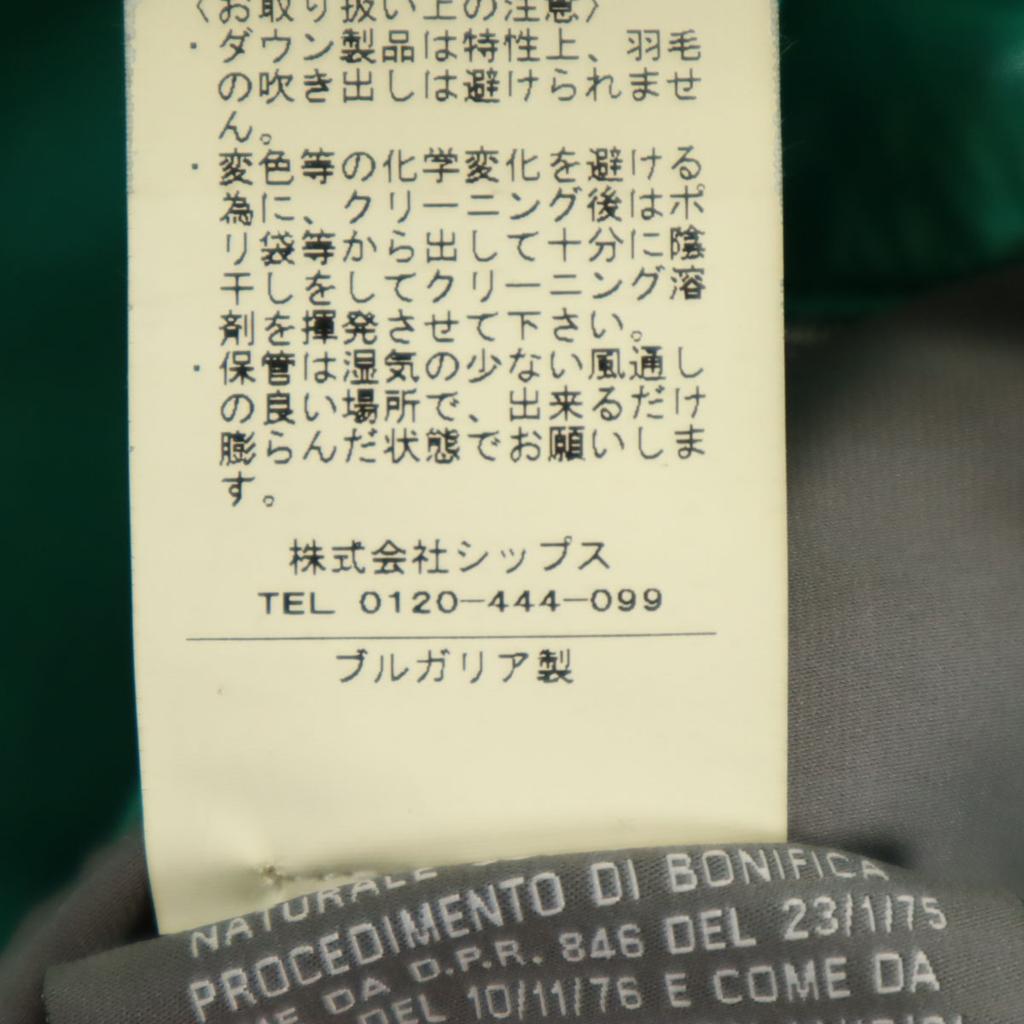 〈お取り扱い上の注意〉
・ダウン製品は特性上、羽毛
の吹き出しは避けられませ
ん。
・変色等の化学変化を避ける
為に、クリーニング後はポ
リ袋等から出して十分に陰
干しをしてクリーニング溶
剤を揮発させて下さい。
・保管は湿気の少ない風通し
の良い場所で、出来るだけ
膨らんだ状態でお願いしま
す。
株式会社シップス
TEL 0120-444-099
ブルガリア製
NATURALE
PROCEDIMENTO DI BONIFICA
DA D.P.R. 846 DEL 23/1/75
DEL 10/11/76 E COME DA